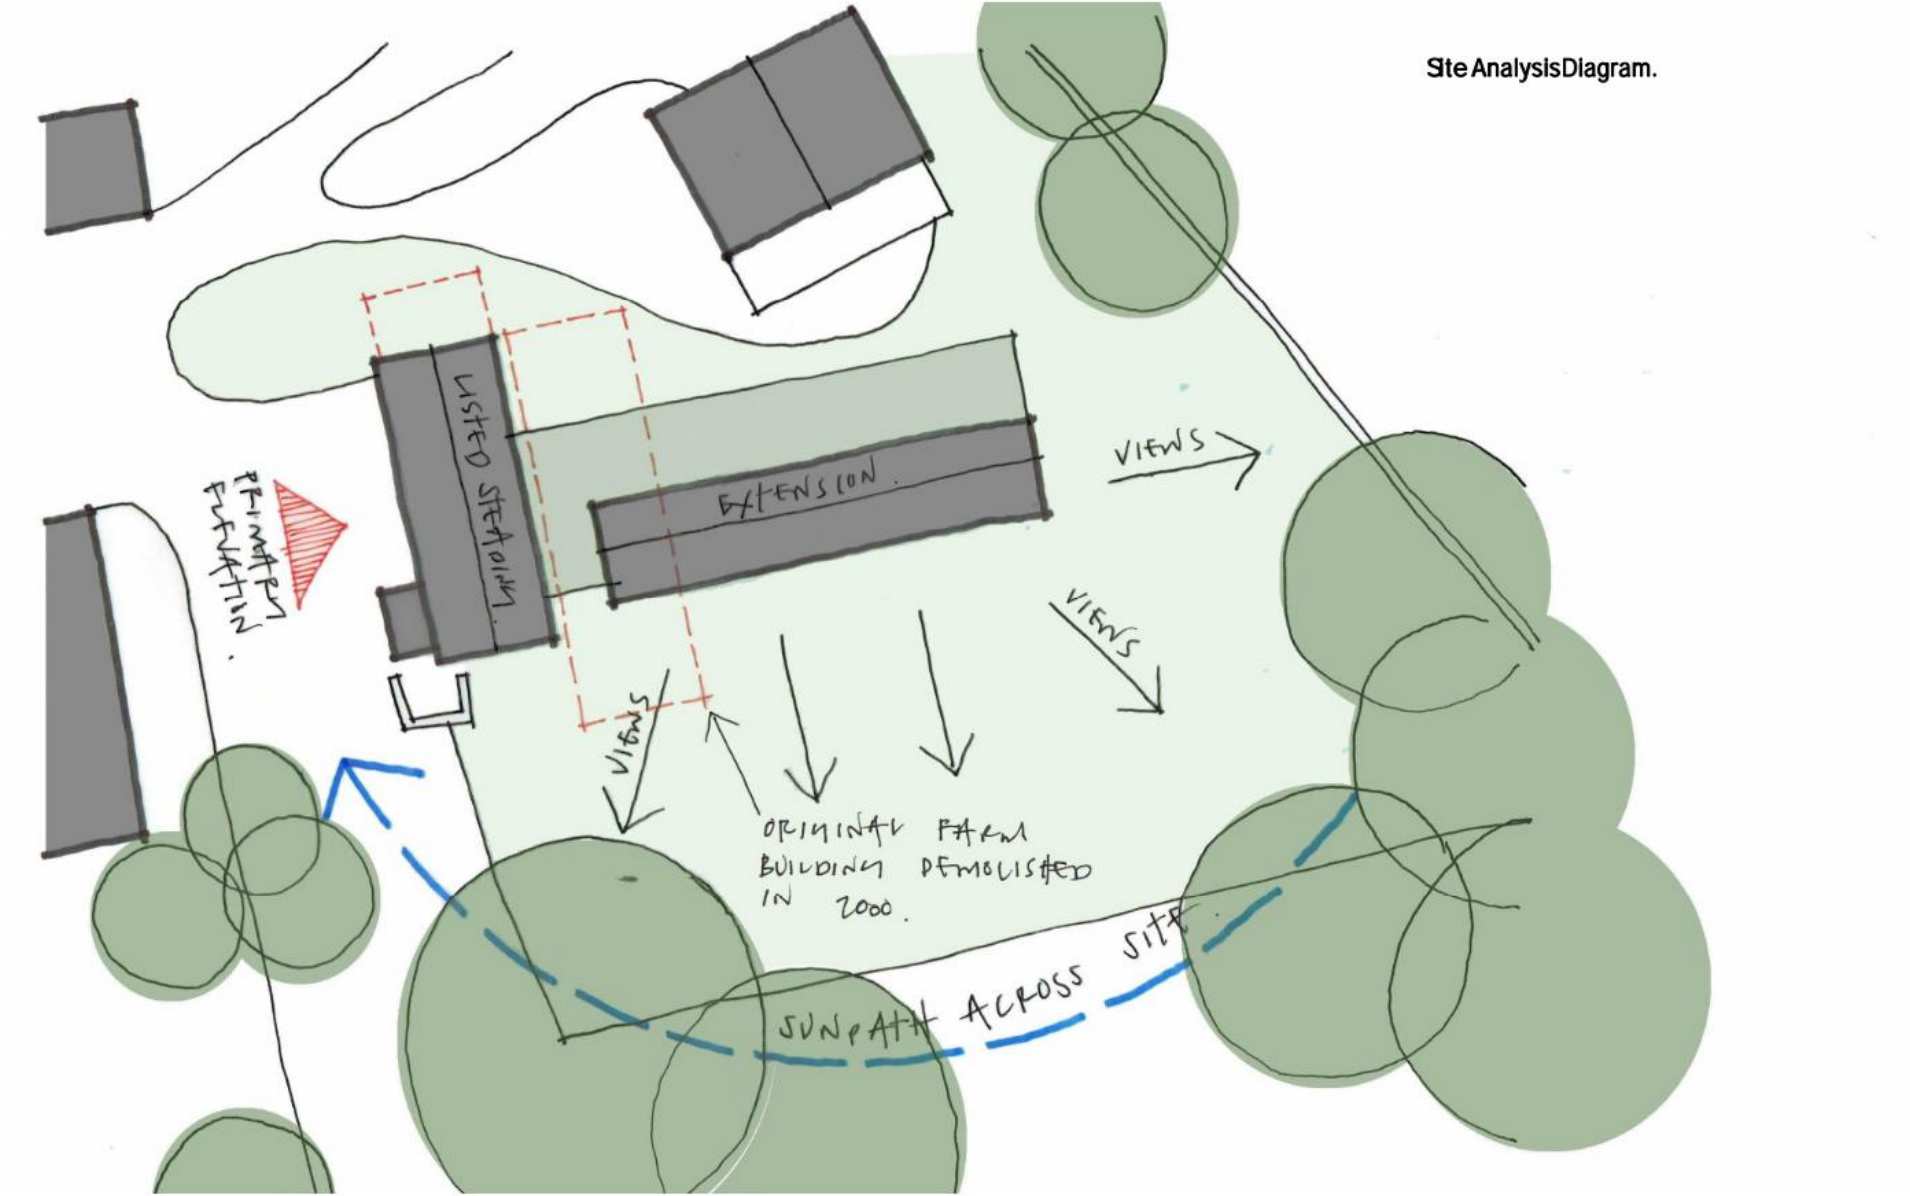 Site Analysis Diagram.
LISTED STEADING.
EXTENSION.
VIEWS
PRIMARY
ELEVATION.
VIEWS
VIEWS
ORIGINAL FARM
BUILDING DEMOLISHED
IN 2000.
SUNPATH ACROSS SITE.